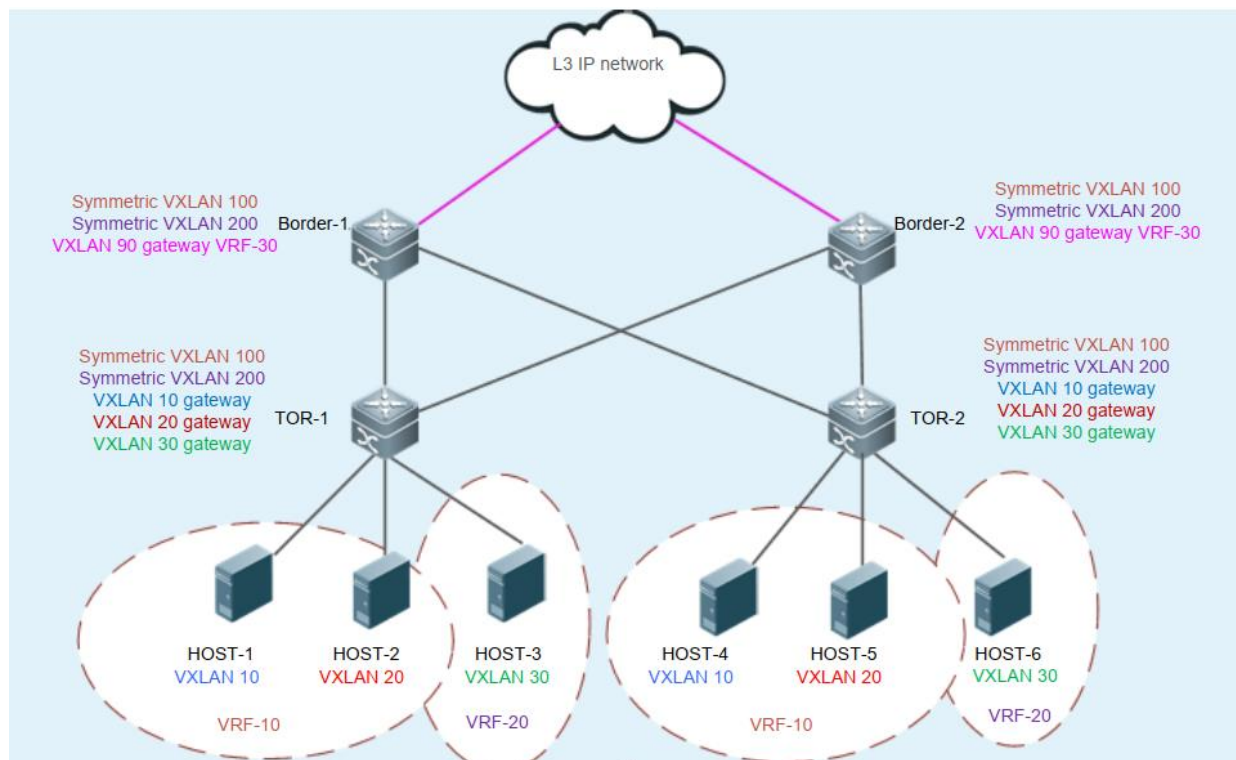 L3 IP network
Symmetric VXLAN 100
Symmetric VXLAN 200
VXLAN 90 gateway VRF-30
Border-1
Border-2
Symmetric VXLAN 100
Symmetric VXLAN 200
VXLAN 90 gateway VRF-30
Symmetric VXLAN 100
Symmetric VXLAN 200
VXLAN 10 gateway
VXLAN 20 gateway
VXLAN 30 gateway
TOR-1
TOR-2
Symmetric VXLAN 100
Symmetric VXLAN 200
VXLAN 10 gateway
VXLAN 20 gateway
VXLAN 30 gateway
HOST-1
VXLAN 10
HOST-2
VXLAN 20
HOST-3
VXLAN 30
VRF-10
VRF-20
HOST-4
VXLAN 10
HOST-5
VXLAN 20
HOST-6
VXLAN 30
VRF-10
VRF-20